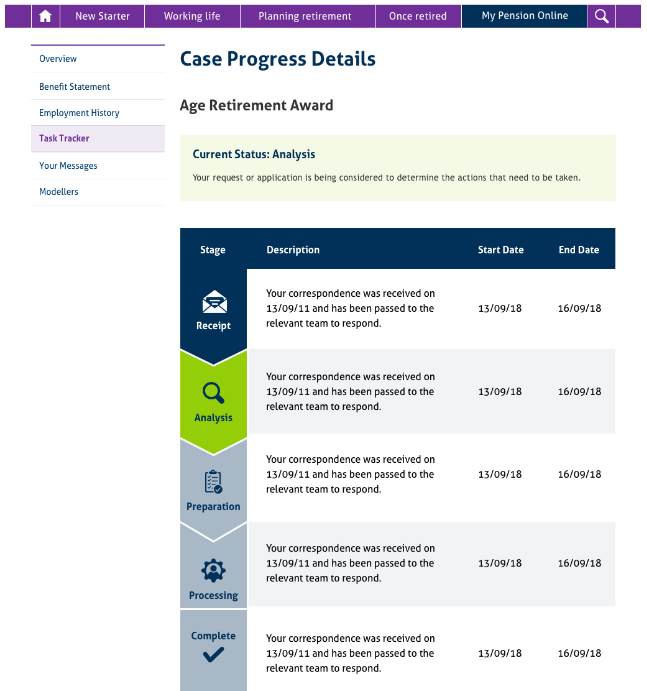 New Starter
Working life
Planning retirement
Once retired
My Pension Online
Overview
Benefit Statement
Employment History
Task Tracker
Your Messages
Modellers
Case Progress Details
Age Retirement Award
Current Status: Analysis
Your request or application is being considered to determine the actions that need to be taken.
Stage Description Start Date End Date
Receipt
Your correspondence was received on
13/09/11 and has been passed to the
relevant team to respond.
13/09/18 16/09/18
Analysis
Your correspondence was received on
13/09/11 and has been passed to the
relevant team to respond.
13/09/18 16/09/18
Preparation
Your correspondence was received on
13/09/11 and has been passed to the
relevant team to respond.
13/09/18 16/09/18
Processing
Your correspondence was received on
13/09/11 and has been passed to the
relevant team to respond.
13/09/18 16/09/18
Complete
Your correspondence was received on
13/09/11 and has been passed to the
relevant team to respond.
13/09/18 16/09/18